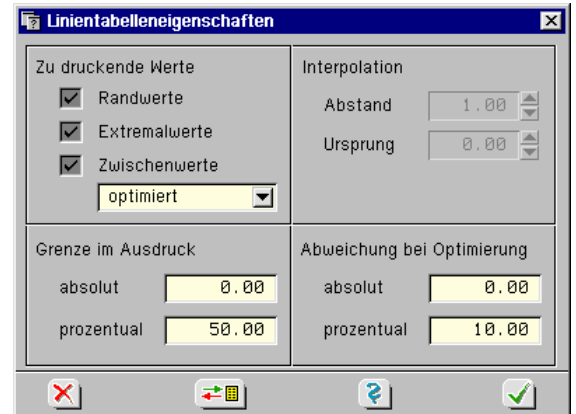 Linientabelleneigenschaften
Zu druckende Werte
Randwerte
Extremalwerte
Zwischenwerte
optimiert
Interpolation
Abstand 1.00
Ursprung 0.00
Grenze im Ausdruck
absolut 0.00
prozentual 50.00
Abweichung bei Optimierung
absolut 0.00
prozentual 10.00